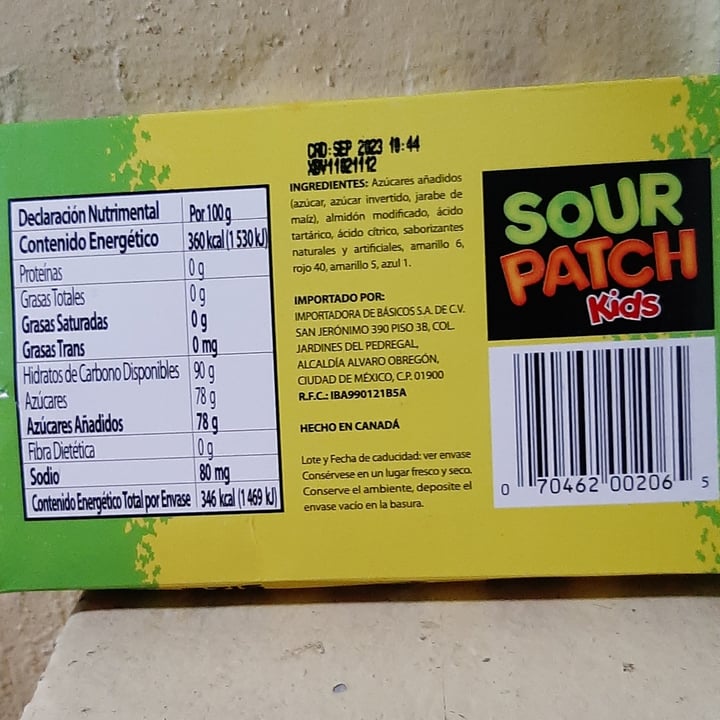 CAD: SEP 2023 18:44
XBV11021112
Declaración Nutrimental Por 100 g
Contenido Energético 360 kcal (1 530 kJ)
Proteínas 0 g
Grasas Totales 0 g
Grasas Saturadas 0 g
Grasas Trans 0 mg
Hidratos de Carbono Disponibles 90 g
Azúcares 78 g
Azúcares Añadidos 78 g
Fibra Dietética 0 g
Sodio 80 mg
Contenido Energético Total por Envase 346 kcal (1 469 kJ)
INGREDIENTES: Azúcares añadidos
(azúcar, azúcar invertido, jarabe de
maíz), almidón modificado, ácido
tartárico, ácido cítrico, saborizantes
naturales y artificiales, amarillo 6,
rojo 40, amarillo 5, azul 1.
IMPORTADO POR:
IMPORTADORA DE BÁSICOS S.A. DE C.V.
SAN JERÓNIMO 390 PISO 3B, COL.
JARDINES DEL PEDREGAL,
ALCALDÍA ALVARO OBREGÓN,
CIUDAD DE MÉXICO, C.P. 01900
R.F.C.: IBA990121B5A
HECHO EN CANADÁ
Lote y Fecha de caducidad: ver envase
Consérvese en un lugar fresco y seco.
Conserve el ambiente, deposite el
envase vacío en la basura.
SOUR
PATCH
Kids
0 70462 00206 5